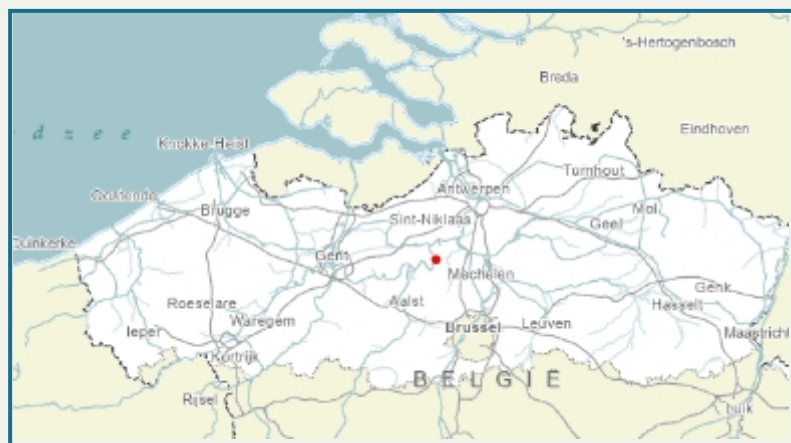 's-Hertogenbosch
Breda
d z e e
Eindhoven
Knokke-Heist
Turnhout
Oostende
Antwerpen
Brugge
Mol
Sint-Niklaas
Geel
Duinkerke
Gent
Mechelen
Genk
Roeselare
Aalst
Hasselt
Ieper
Waregem
Brussel
Leuven
Maastricht
Kortrijk
BELGIË
Rijsel
Luik